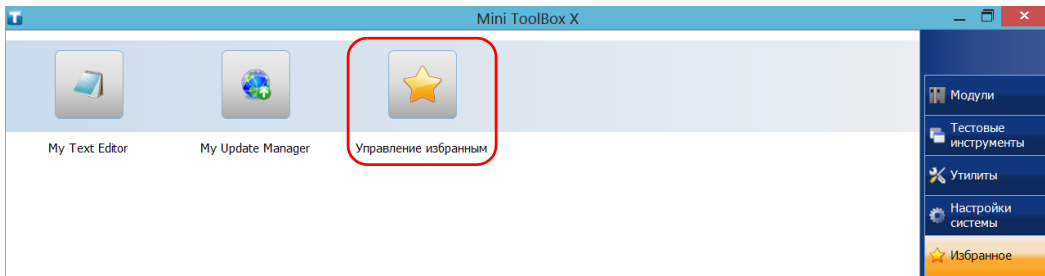 Mini ToolBox X
My Text Editor
My Update Manager
Управление избранным
Модули
Тестовые
инструменты
Утилиты
Настройки
системы
Избранное